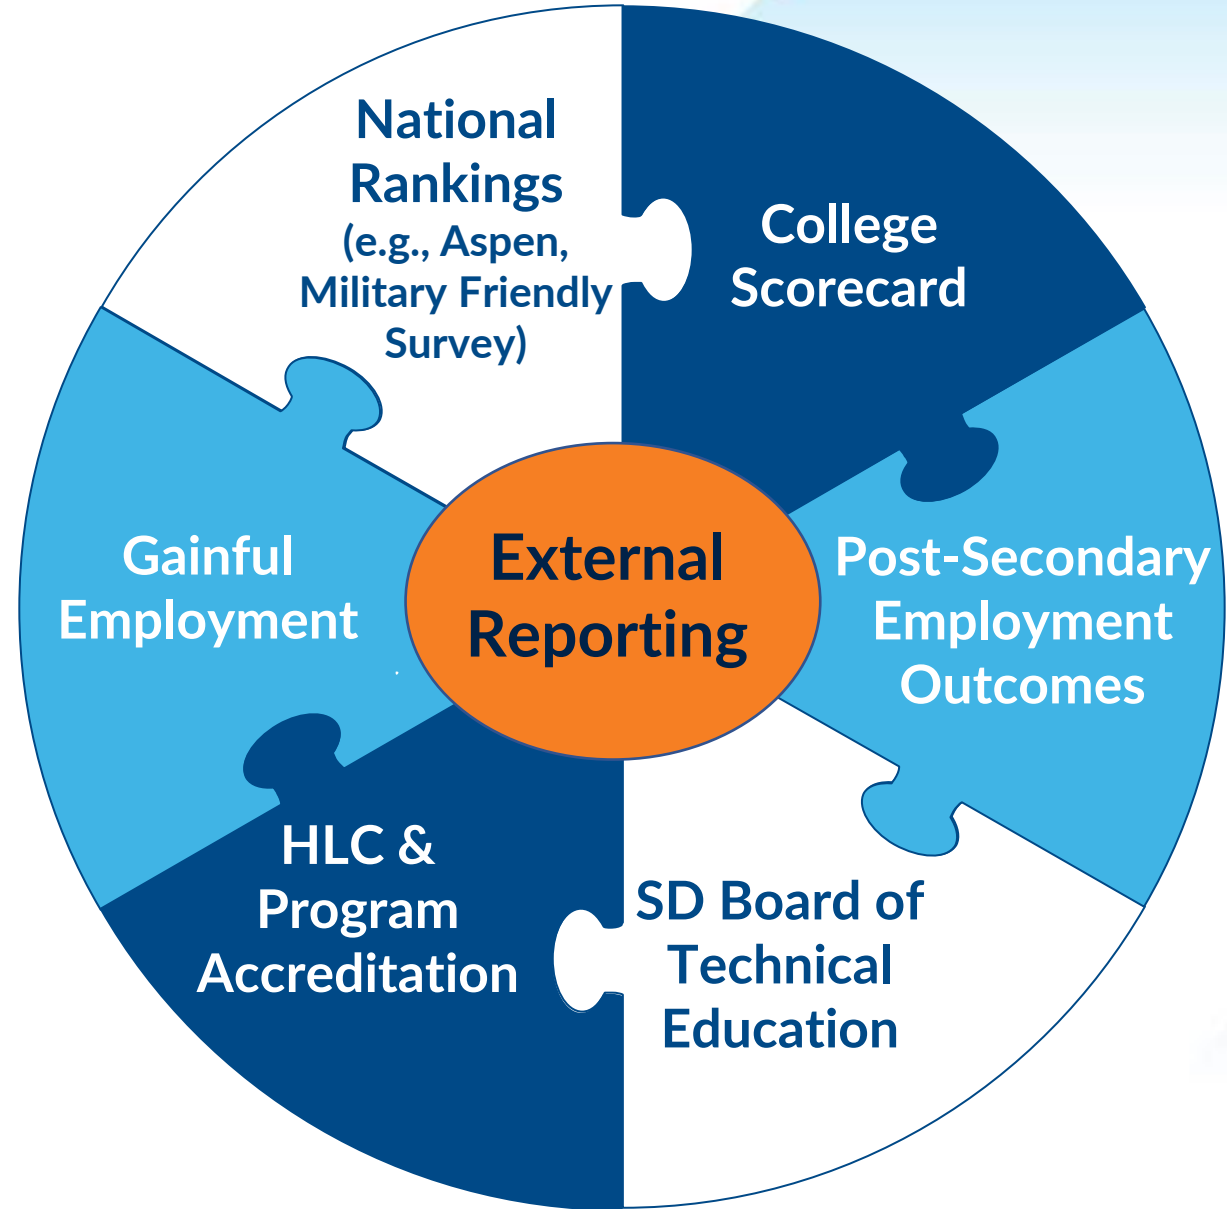 National
Rankings
(e.g., Aspen,
Military Friendly
Survey)
College
Scorecard
Gainful
Employment
External
Reporting
Post-Secondary
Employment
Outcomes
HLC &
Program
Accreditation
SD Board of
Technical
Education